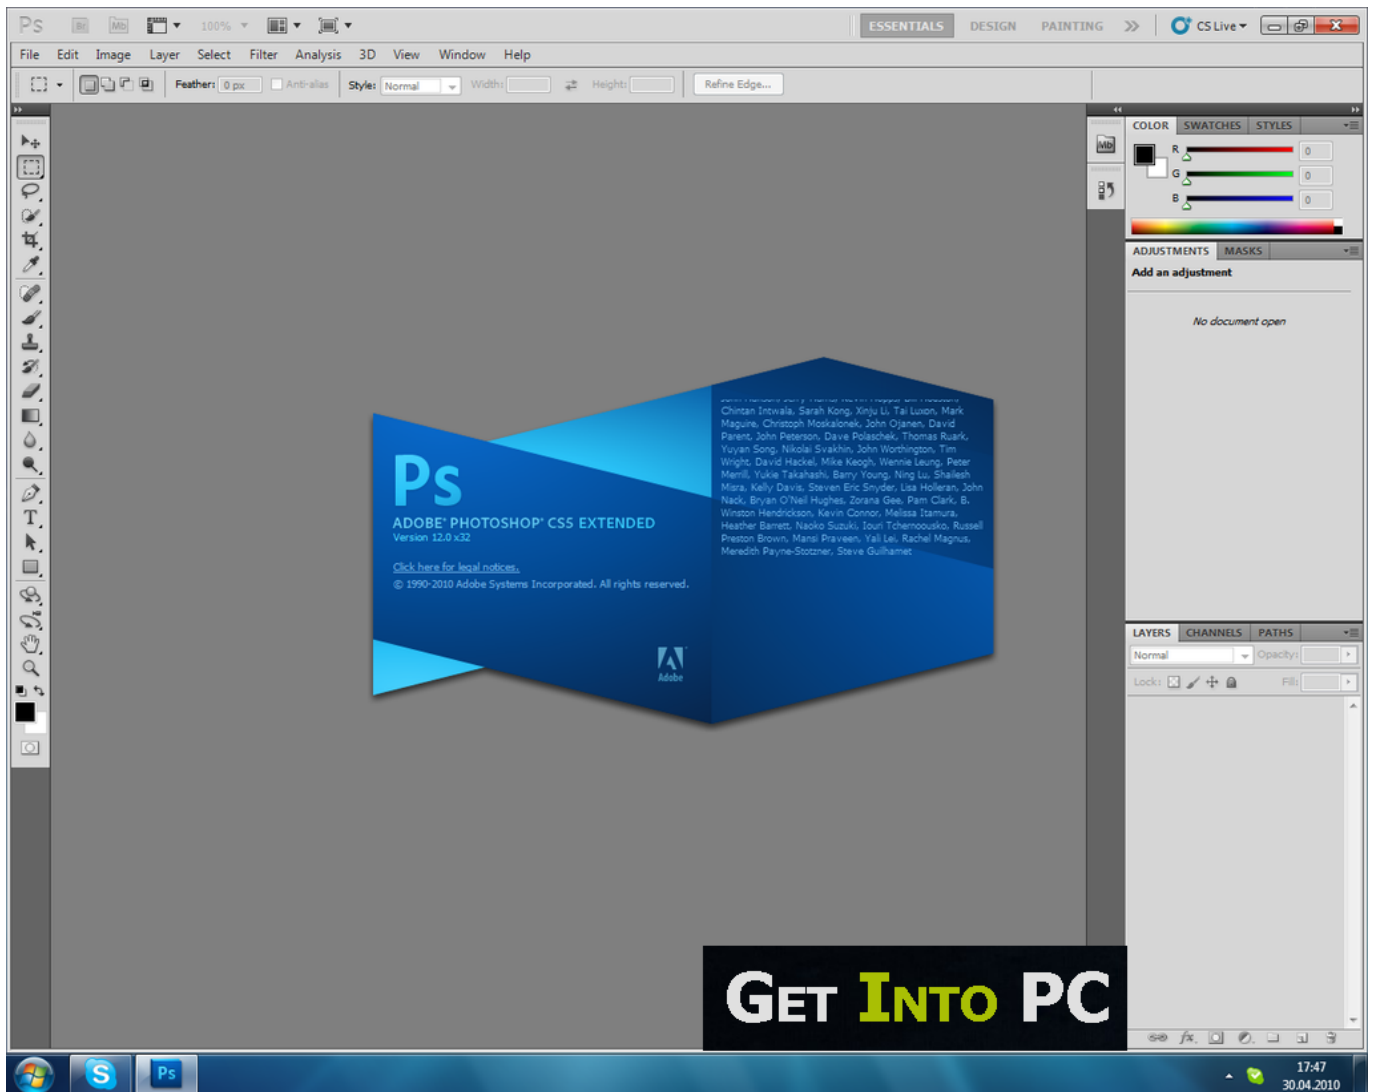 Ps Br Mb 100% ESSENTIALS DESIGN PAINTING CS Live
File Edit Image Layer Select Filter Analysis 3D View Window Help
Feather: 0 px Anti-alias Style: Normal Width: Height: Refine Edge...
COLOR SWATCHES STYLES
Mb
R 0
G 0
B 0
ADJUSTMENTS MASKS
Add an adjustment
No document open
Ps
ADOBE® PHOTOSHOP® CS5 EXTENDED
Version 12.0 x32
Click here for legal notices.
© 1990-2010 Adobe Systems Incorporated. All rights reserved.
Adobe
Chintan Intwala, Sarah Kong, Xinju Li, Tai Luxon, Mark
Maguire, Christoph Moskalonek, John Ojanen, David
Parent, John Peterson, Dave Polaschek, Thomas Ruark,
Yuyan Song, Nikolai Svakhin, John Worthington, Tim
Wright, David Hackel, Mike Keogh, Wennie Leung, Peter
Merrill, Yukie Takahashi, Barry Young, Ning Lu, Shailesh
Misra, Kelly Davis, Steven Eric Snyder, Lisa Holleran, John
Nack, Bryan O'Neil Hughes, Zorana Gee, Pam Clark, B.
Winston Hendrickson, Kevin Connor, Melissa Itamura,
Heather Barrett, Naoko Suzuki, Iouri Tchernoousko, Russell
Preston Brown, Mansi Praveen, Yali Lei, Rachel Magnus,
Meredith Payne-Stotzner, Steve Guilhamet
LAYERS CHANNELS PATHS
Normal Opacity:
Lock: Fill:
GET INTO PC
fx
S Ps
17:47
30.04.2010